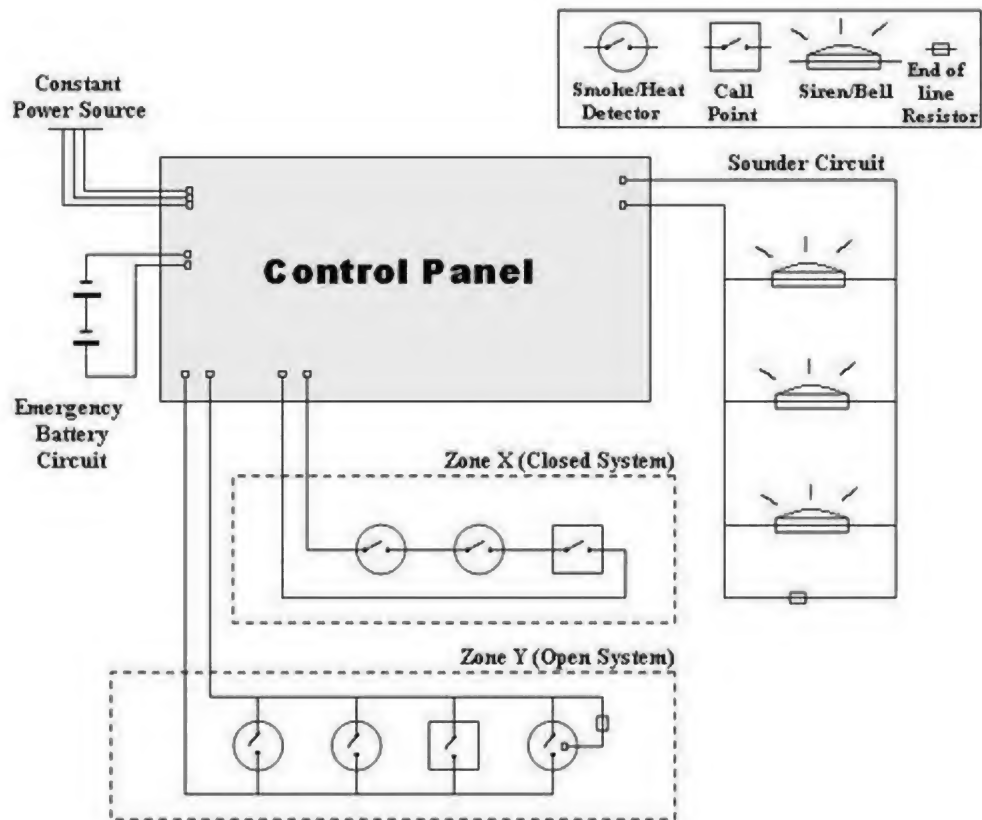 Constant
Power Source
Smoke/Heat
Detector
Call
Point
Siren/Bell
End of
line
Resistor
Sounder Circuit
Control Panel
Emergency
Battery
Circuit
Zone X (Closed System)
Zone Y (Open System)